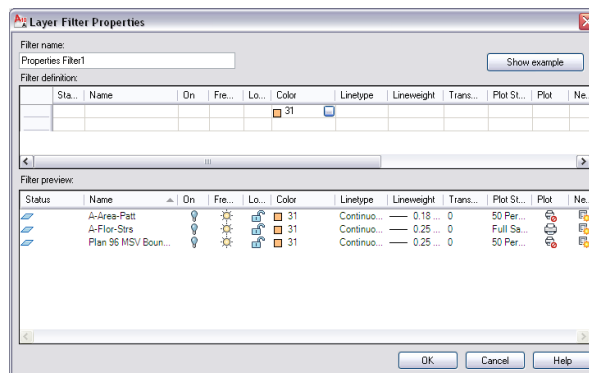 Layer Filter Properties
Filter name:
Properties Filter1
Show example
Filter definition:
Sta... Name On Fre... Lo... Color Linetype Lineweight Trans... Plot St... Plot Ne..
31
Filter preview:
Status Name On Fre... Lo... Color Linetype Lineweight Trans... Plot St... Plot Ne..
A-Area-Patt 31 Continuo... 0.18 ... 0 50 Per...
A-Flor-Strs 31 Continuo... 0.25 ... 0 Full Sa...
Plan 96 MSV Boun... 31 Continuo... 0.25 ... 0 50 Per...
OK Cancel Help